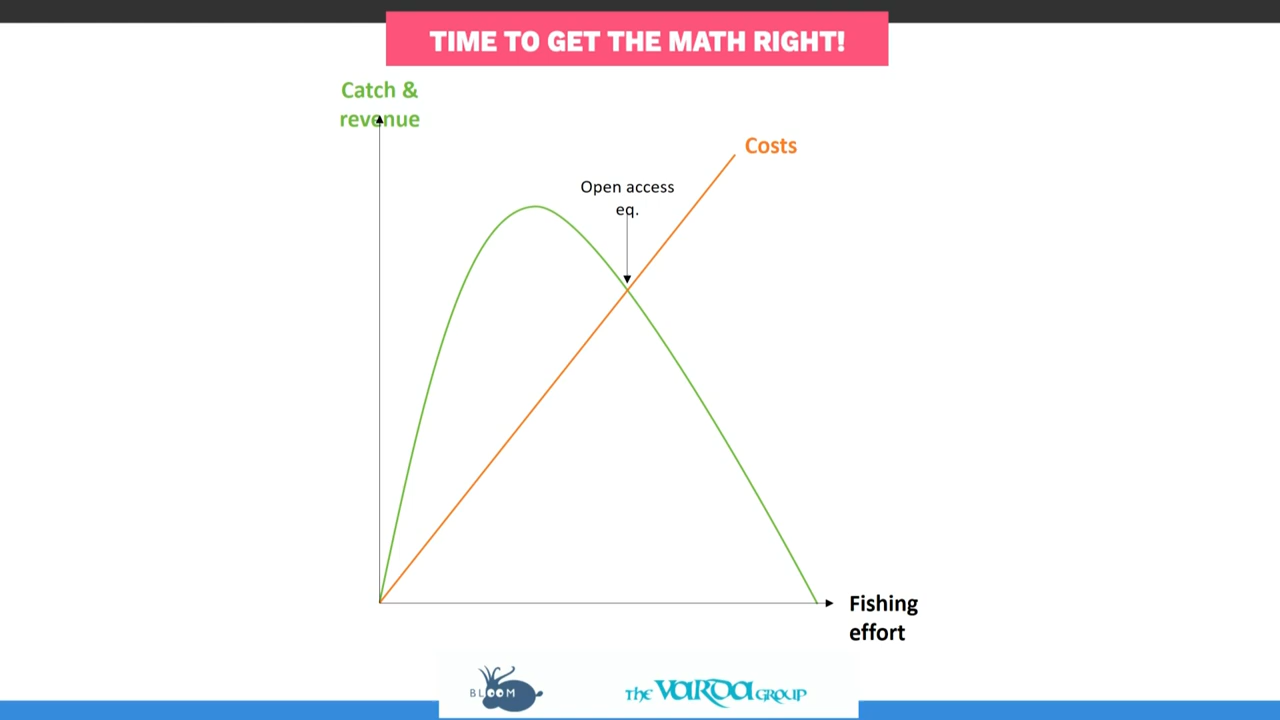 TIME TO GET THE MATH RIGHT!
Catch &
revenue
Costs
Open access
eq.
Fishing
effort
BLOOM
THE VARDA GROUP